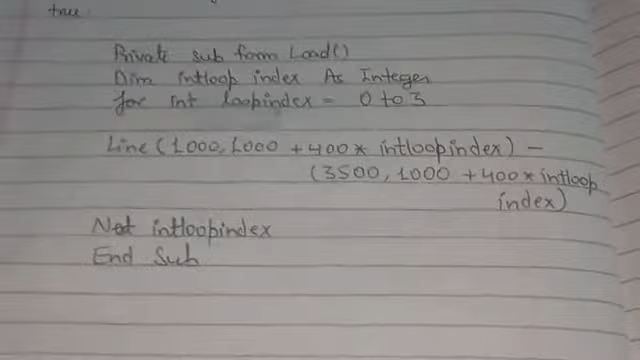 true.
Private sub form Load()
Dim intloop index As Integer
for int loopindex = 0 to 3
Line (1000, 1000 + 400 * intloopindex) -
(3500, 1000 + 400 * intloop
index)
Next intloopindex
End Sub